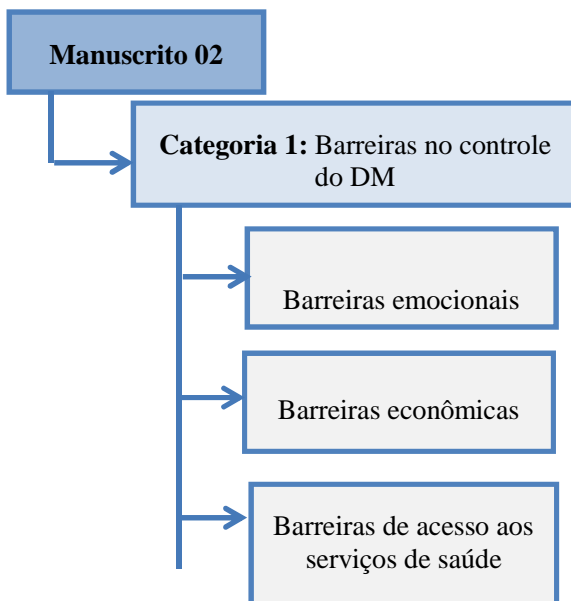 Manuscrito 02
Categoria 1: Barreiras no controle
do DM
Barreiras emocionais
Barreiras econômicas
Barreiras de acesso aos
serviços de saúde